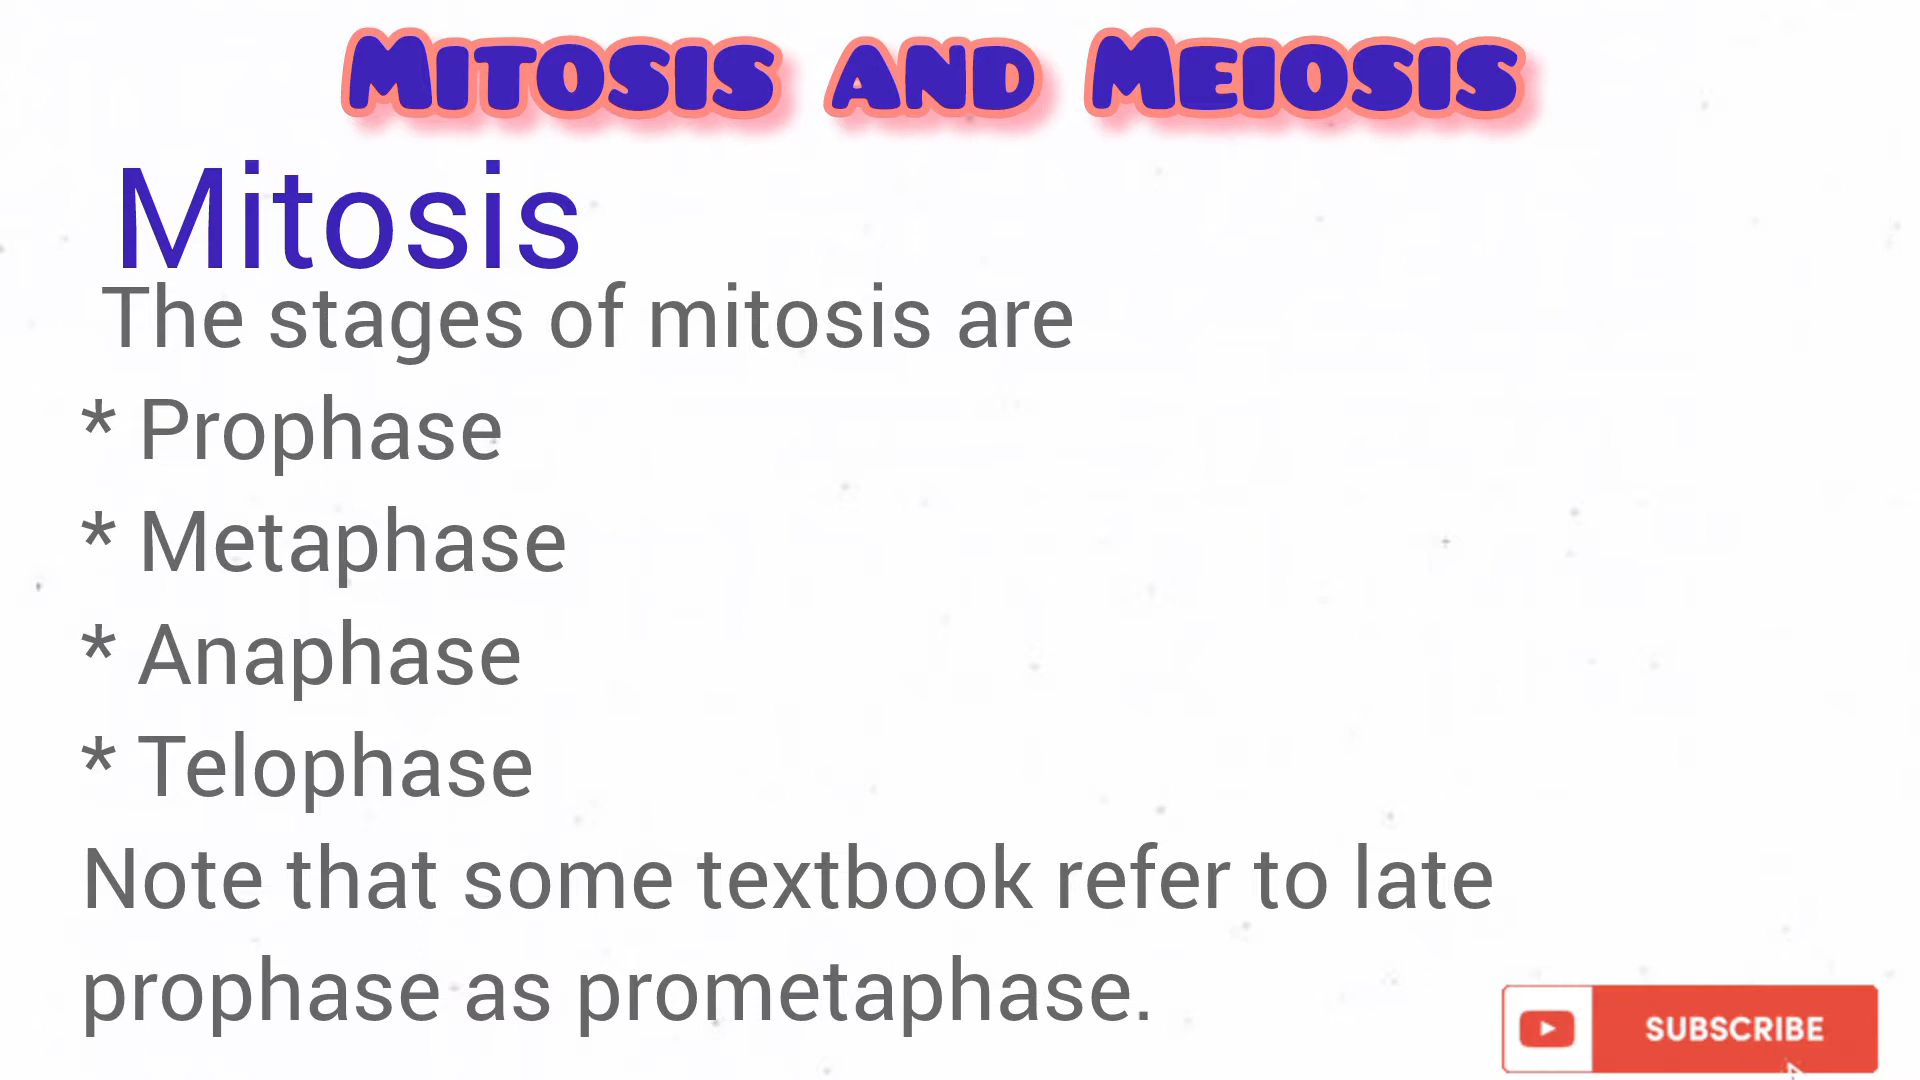 Mitosis and Meiosis
Mitosis
The stages of mitosis are
* Prophase
* Metaphase
* Anaphase
* Telophase
Note that some textbook refer to late
prophase as prometaphase.
SUBSCRIBE